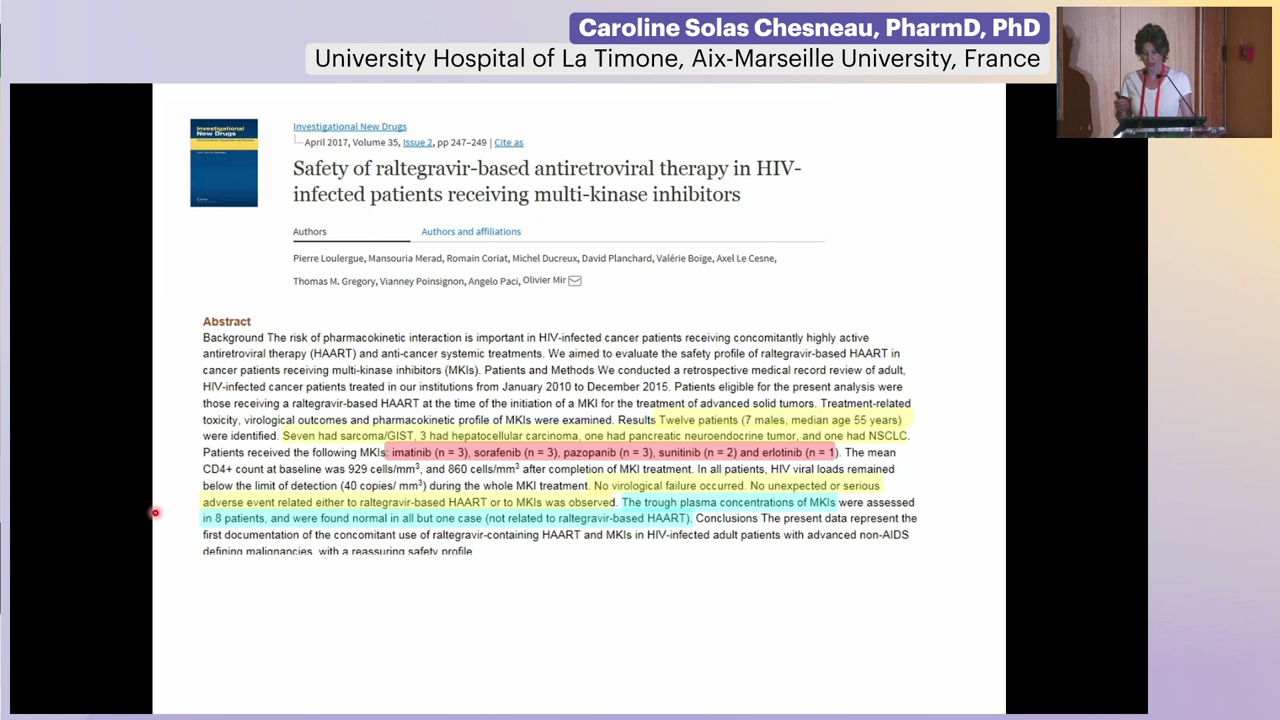 Caroline Solas Chesneau, PharmD, PhD
University Hospital of La Timone, Aix-Marseille University, France
Investigational
New Drugs
Investigational New Drugs
April 2017, Volume 35, Issue 2, pp 247–249 | Cite as
Safety of raltegravir-based antiretroviral therapy in HIV-
infected patients receiving multi-kinase inhibitors
Authors Authors and affiliations
Pierre Loulergue, Mansouria Merad, Romain Coriat, Michel Ducreux, David Planchard, Valérie Boige, Axel Le Cesne,
Thomas M. Gregory, Vianney Poinsignon, Angelo Paci, Olivier Mir
Abstract
Background The risk of pharmacokinetic interaction is important in HIV-infected cancer patients receiving concomitantly highly active
antiretroviral therapy (HAART) and anti-cancer systemic treatments. We aimed to evaluate the safety profile of raltegravir-based HAART in
cancer patients receiving multi-kinase inhibitors (MKIs). Patients and Methods We conducted a retrospective medical record review of adult,
HIV-infected cancer patients treated in our institutions from January 2010 to December 2015. Patients eligible for the present analysis were
those receiving a raltegravir-based HAART at the time of the initiation of a MKI for the treatment of advanced solid tumors. Treatment-related
toxicity, virological outcomes and pharmacokinetic profile of MKIs were examined. Results Twelve patients (7 males, median age 55 years)
were identified. Seven had sarcoma/GIST, 3 had hepatocellular carcinoma, one had pancreatic neuroendocrine tumor, and one had NSCLC.
Patients received the following MKIs: imatinib (n = 3), sorafenib (n = 3), pazopanib (n = 3), sunitinib (n = 2) and erlotinib (n = 1). The mean
CD4+ count at baseline was 929 cells/mm³, and 860 cells/mm³ after completion of MKI treatment. In all patients, HIV viral loads remained
below the limit of detection (40 copies/ mm³) during the whole MKI treatment. No virological failure occurred. No unexpected or serious
adverse event related either to raltegravir-based HAART or to MKIs was observed. The trough plasma concentrations of MKIs were assessed
in 8 patients, and were found normal in all but one case (not related to raltegravir-based HAART). Conclusions The present data represent the
first documentation of the concomitant use of raltegravir-containing HAART and MKIs in HIV-infected adult patients with advanced non-AIDS
defining malignancies, with a reassuring safety profile